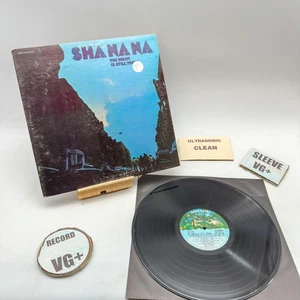 SHA NA NA
THE NIGHT
IS STILL YOUNG
ULTRASONIC
CLEAN
SLEEVE
VG+
RECORD
VG+